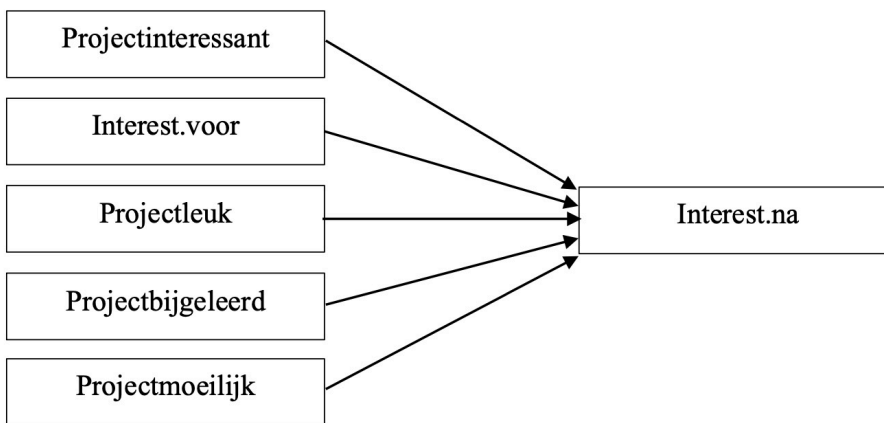 Projectinteressant
Interest.voor
Projectleuk
Interest.na
Projectbijgeleerd
Projectmoeilijk